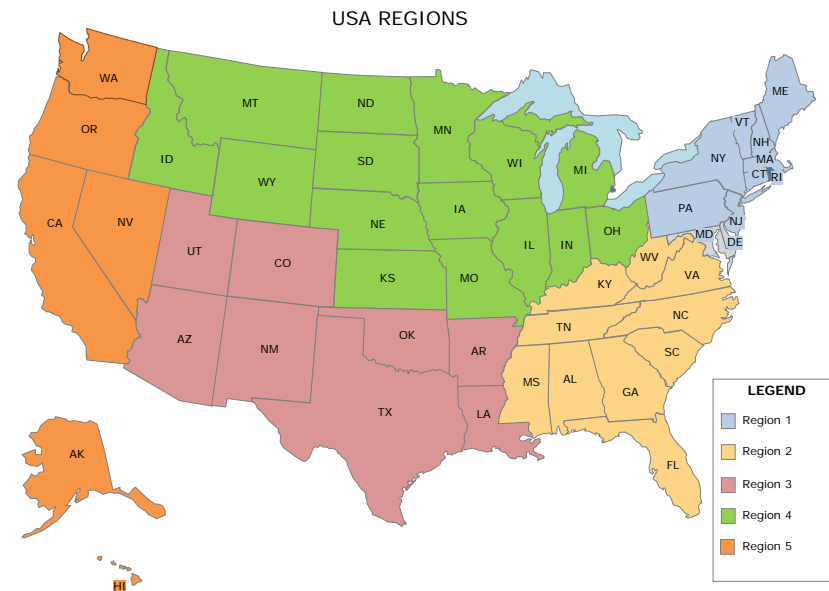 USA REGIONS
WA
OR
CA
NV
ID
MT
WY
UT
CO
AZ
NM
ND
SD
NE
KS
OK
TX
MN
IA
MO
AR
LA
WI
IL
IN
MI
OH
KY
TN
MS
AL
GA
FL
SC
NC
VA
WV
PA
NY
VT
NH
ME
MA
CT
RI
NJ
MD
DE
AK
HI
LEGEND
Region 1
Region 2
Region 3
Region 4
Region 5